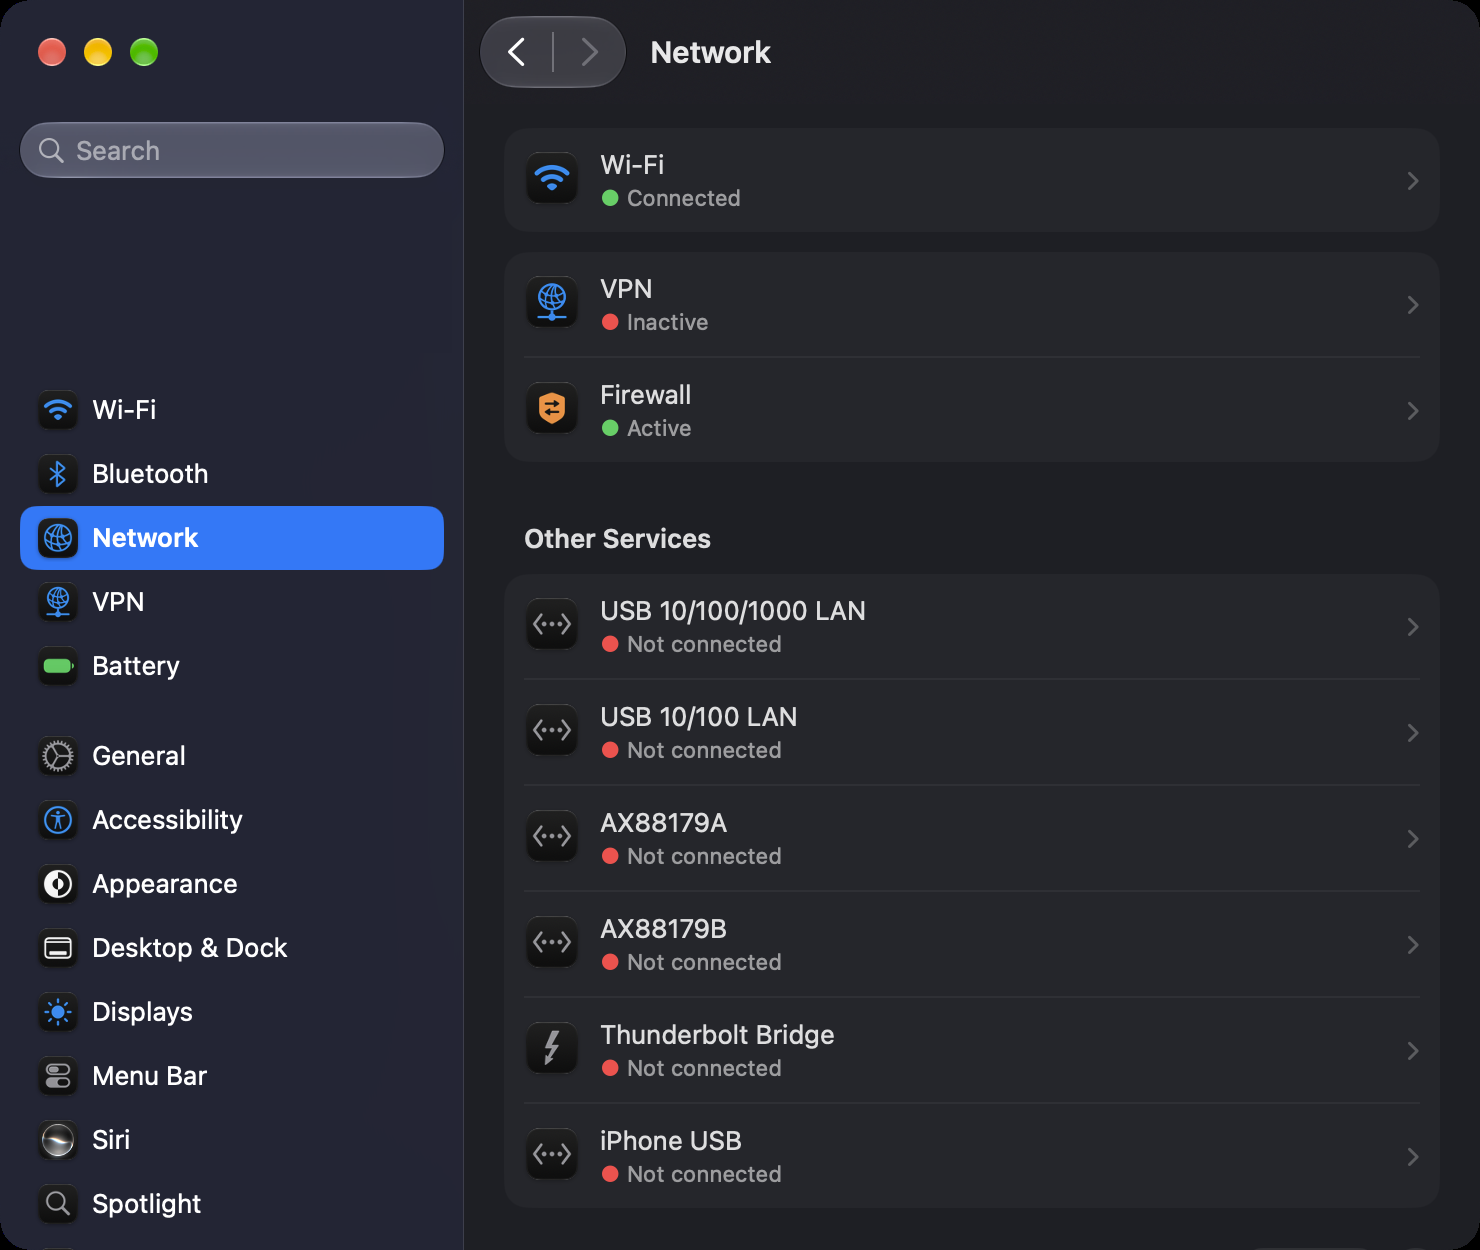 Search
Wi-Fi
Bluetooth
Network
VPN
Battery
General
Accessibility
Appearance
Desktop & Dock
Displays
Menu Bar
Siri
Spotlight
Network
Wi-Fi
Connected
VPN
Inactive
Firewall
Active
Other Services
USB 10/100/1000 LAN
Not connected
USB 10/100 LAN
Not connected
AX88179A
Not connected
AX88179B
Not connected
Thunderbolt Bridge
Not connected
iPhone USB
Not connected